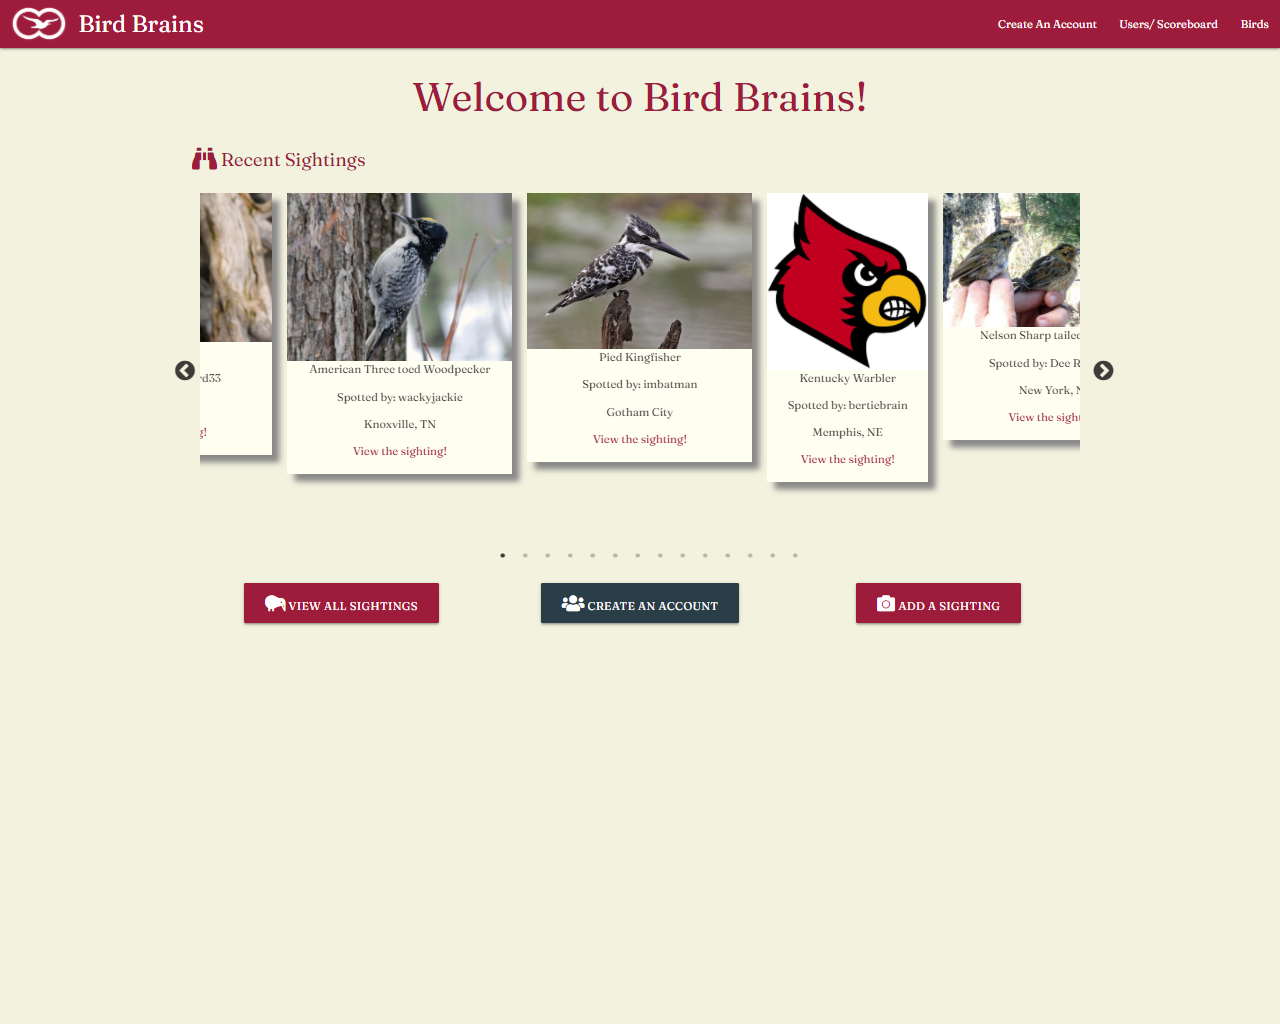 Bird Brains
Create An Account
Users/ Scoreboard
Birds
Welcome to Bird Brains!
Recent Sightings
American Three toed Woodpecker
Spotted by: wackyjackie
Knoxville, TN
View the sighting!
Pied Kingfisher
Spotted by: imbatman
Gotham City
View the sighting!
Kentucky Warbler
Spotted by: bertiebrain
Memphis, NE
View the sighting!
Nelson Sharp tailed
Spotted by: Dee
New York,
View the
VIEW ALL SIGHTINGS
CREATE AN ACCOUNT
ADD A SIGHTING